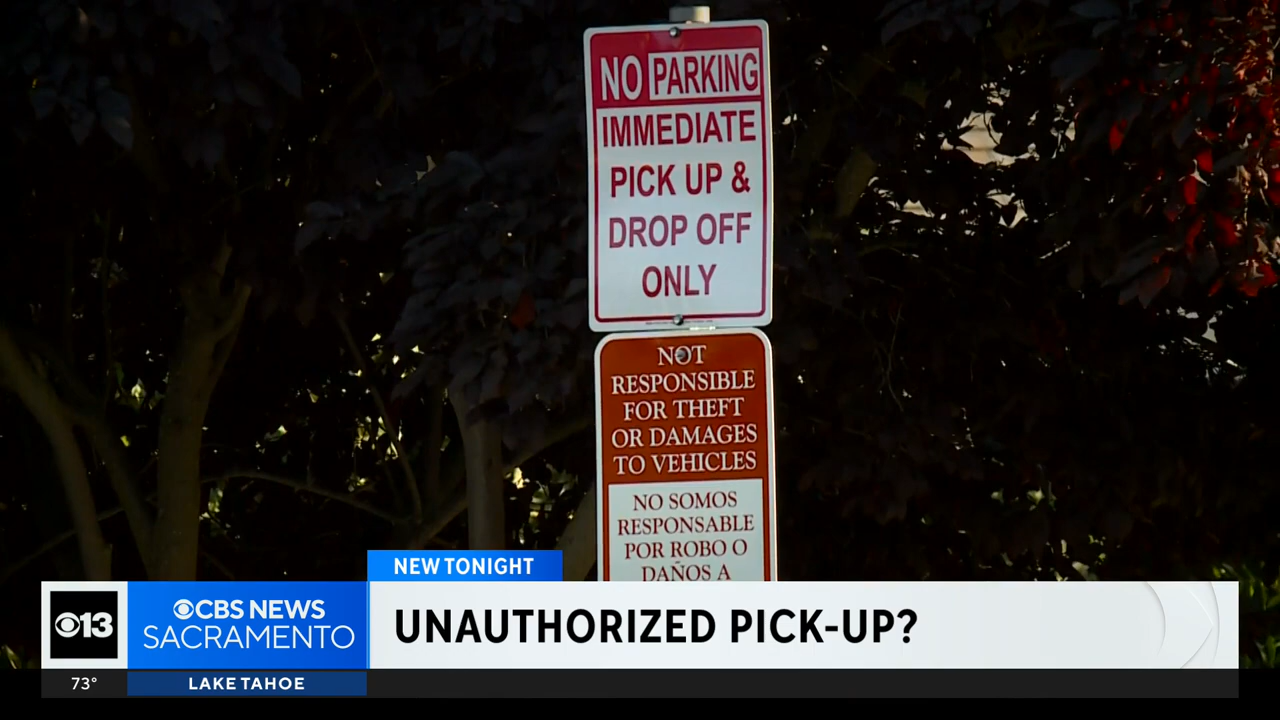 NO PARKING
IMMEDIATE
PICK UP &
DROP OFF
ONLY
NOT
RESPONSIBLE
FOR THEFT
OR DAMAGES
TO VEHICLES
NO SOMOS
RESPONSABLE
POR ROBO O
DAÑOS A
NEW TONIGHT
13
CBS NEWS
SACRAMENTO
UNAUTHORIZED PICK-UP?
73°
LAKE TAHOE